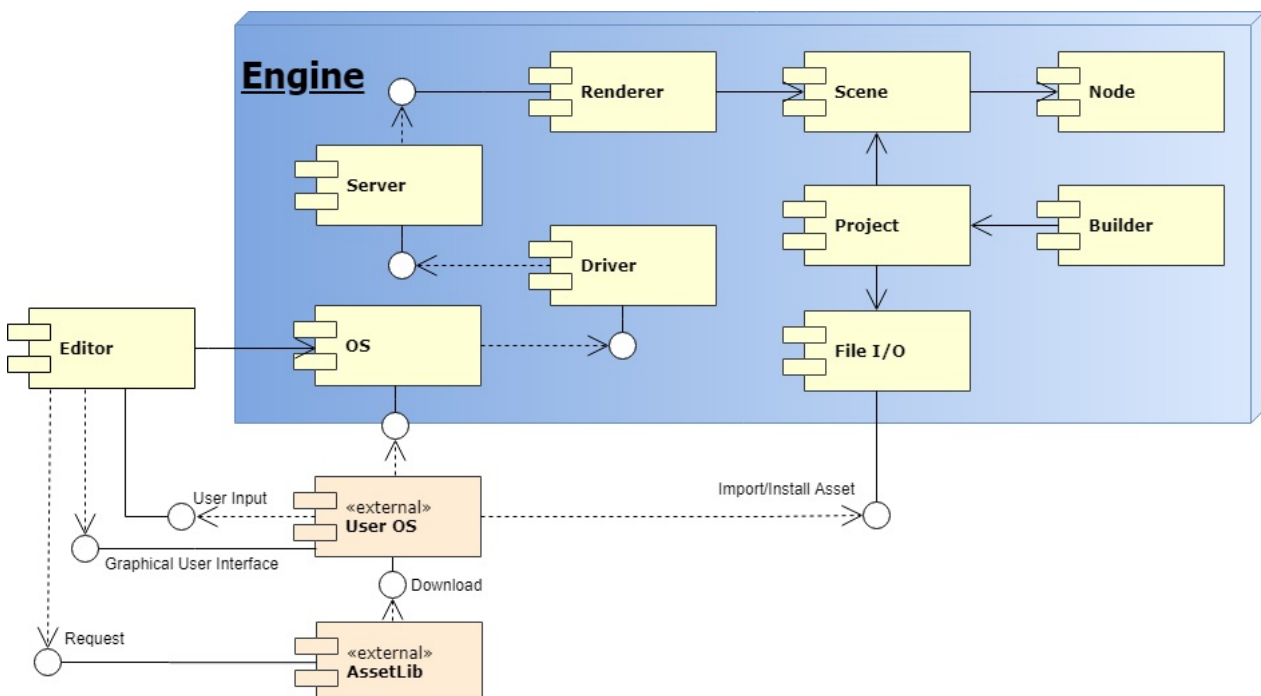 Engine
Renderer
Scene
Node
Server
Project
Builder
Driver
Editor
OS
File I/O
User Input
«external»
User OS
Import/Install Asset
Graphical User Interface
Download
Request
«external»
AssetLib